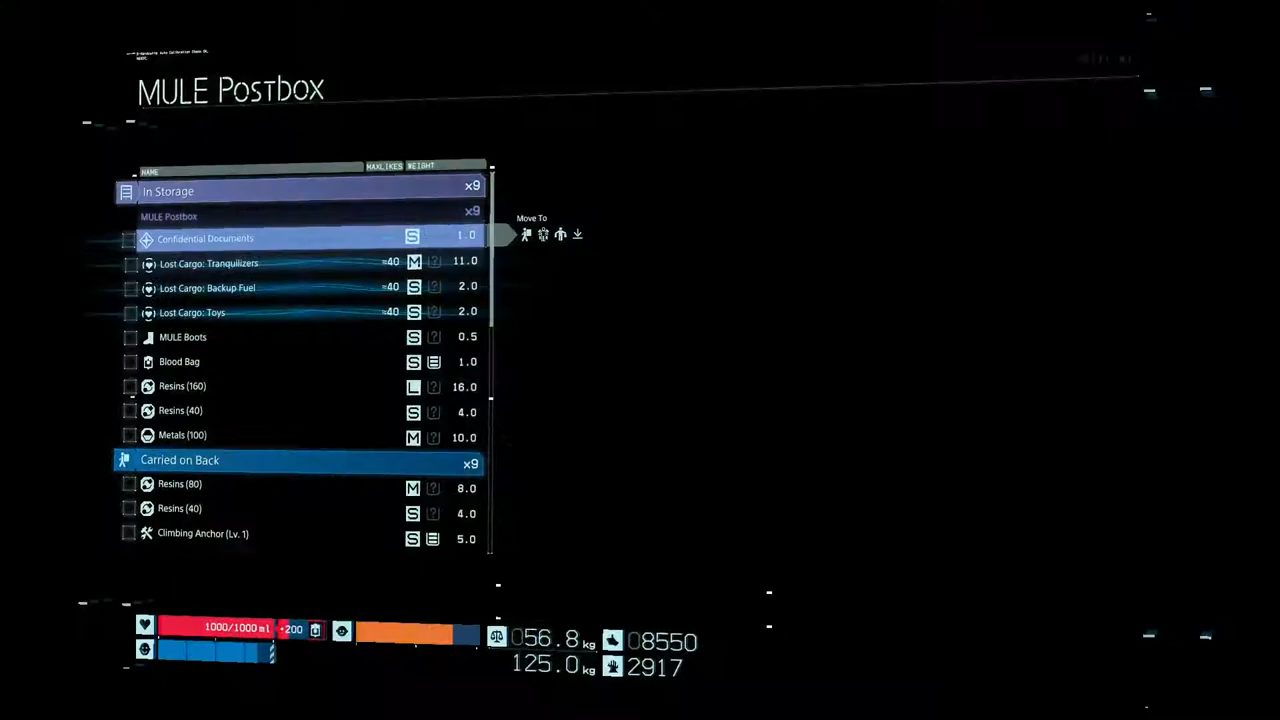 MULE Postbox
NAME MAXLIKES WEIGHT
In Storage x9
MULE Postbox x9
Confidential Documents S 1.0
Move To
Lost Cargo: Tranquilizers ≈40 M ? 11.0
Lost Cargo: Backup Fuel ≈40 S ? 2.0
Lost Cargo: Toys ≈40 S ? 2.0
MULE Boots S ? 0.5
Blood Bag S 1.0
Resins (160) L ? 16.0
Resins (40) S ? 4.0
Metals (100) M ? 10.0
Carried on Back x9
Resins (80) M ? 8.0
Resins (40) S ? 4.0
Climbing Anchor (Lv. 1) S 5.0
1000/1000 ml +200 056.8 kg 08550
125.0 kg 2917